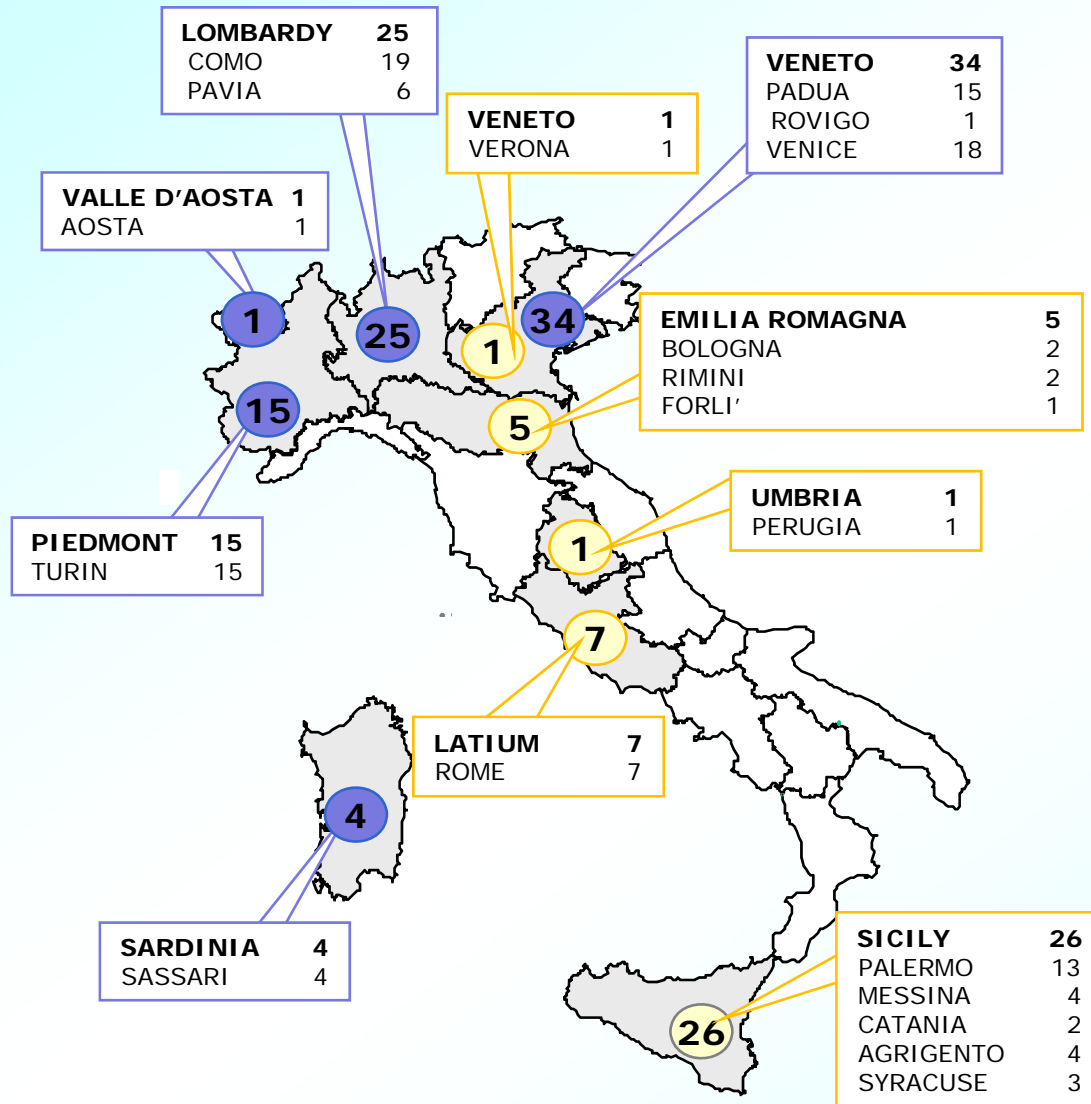 LOMBARDY 25
COMO 19
PAVIA 6
VENETO 34
PADUA 15
ROVIGO 1
VENICE 18
VENETO 1
VERONA 1
VALLE D'AOSTA 1
AOSTA 1
1
25
1
34
EMILIA ROMAGNA 5
BOLOGNA 2
RIMINI 2
FORLI' 1
15
5
UMBRIA 1
PERUGIA 1
PIEDMONT 15
TURIN 15
1
7
LATIUM 7
ROME 7
4
SARDINIA 4
SASSARI 4
SICILY 26
PALERMO 13
MESSINA 4
CATANIA 2
AGRIGENTO 4
SYRACUSE 3
26